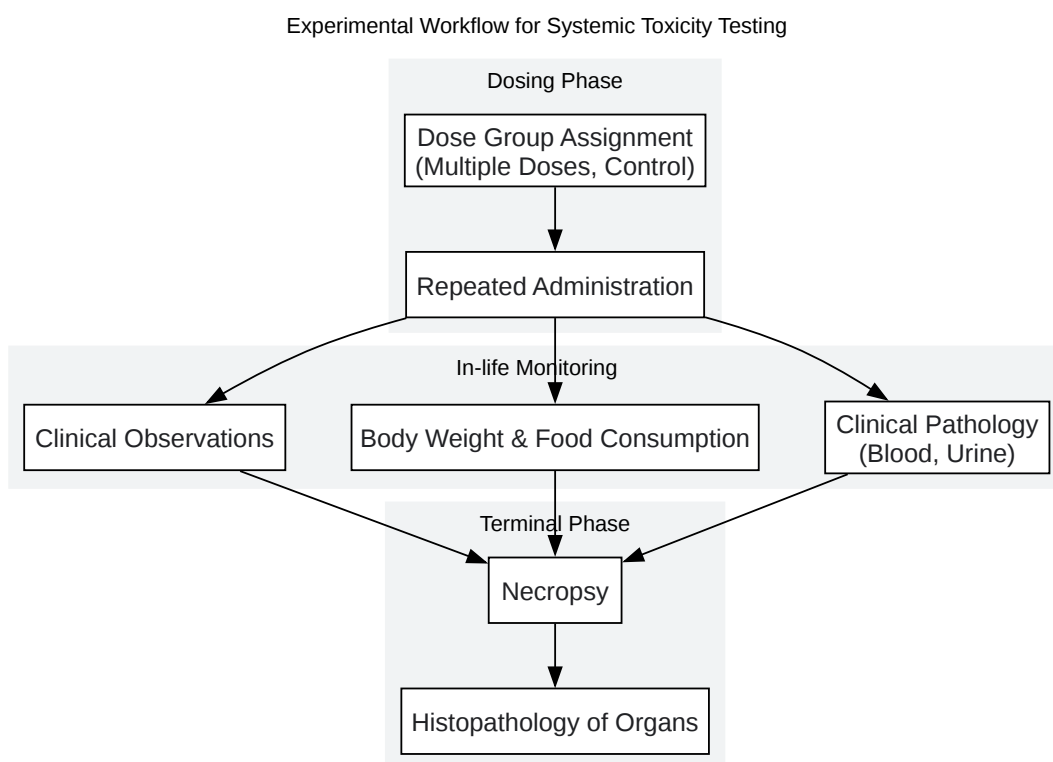 Experimental Workflow for Systemic Toxicity Testing
Dosing Phase
Dose Group Assignment
(Multiple Doses, Control)
Repeated Administration
In-life Monitoring
Clinical Observations
Body Weight & Food Consumption
Clinical Pathology
(Blood, Urine)
Terminal Phase
Necropsy
Histopathology of Organs